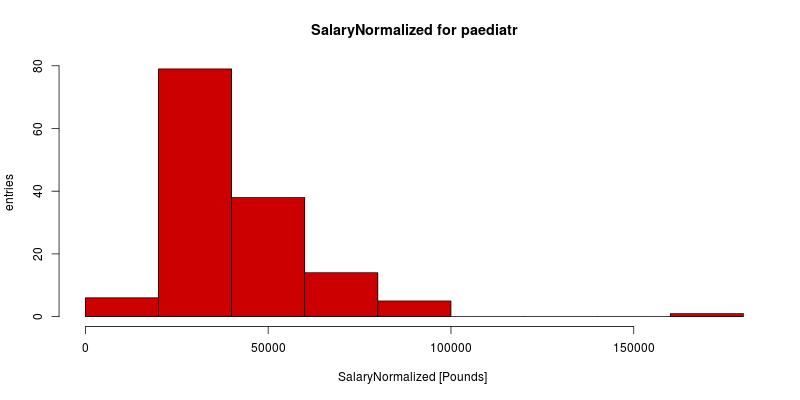 SalaryNormalized for paediatr
entries
80
60
40
20
0
0 50000 100000 150000
SalaryNormalized [Pounds]